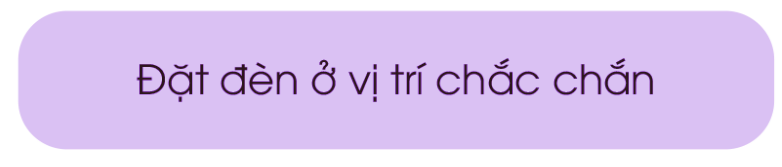 Đặt đèn ở vị trí chắc chắn